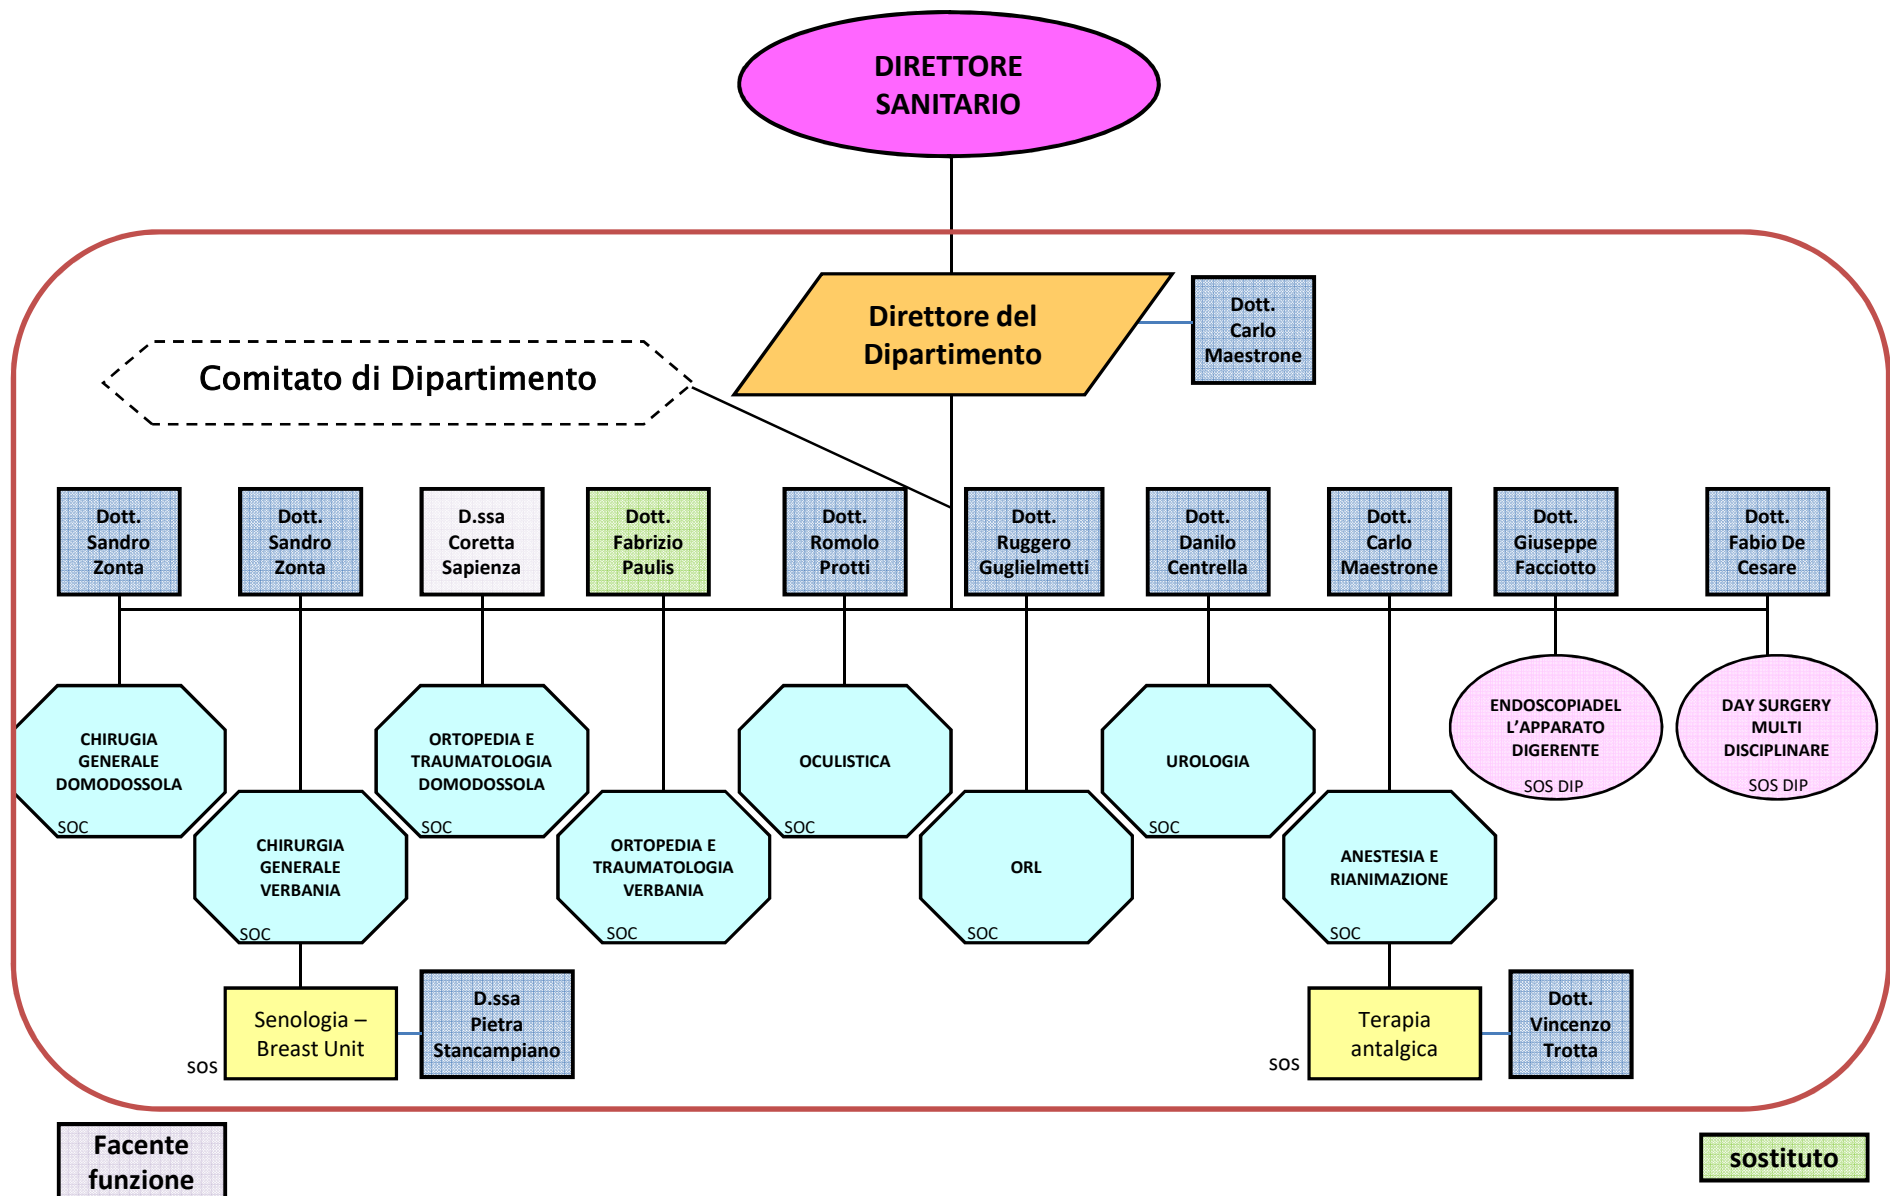 DIRETTORE
SANITARIO
Direttore del
Dipartimento
Dott.
Carlo
Maestrone
Comitato di Dipartimento
Dott.
Sandro
Zonta
Dott.
Sandro
Zonta
D.ssa
Coretta
Sapienza
Dott.
Fabrizio
Paulis
Dott.
Romolo
Protti
Dott.
Ruggero
Guglielmetti
Dott.
Danilo
Centrella
Dott.
Carlo
Maestrone
Dott.
Giuseppe
Facciotto
Dott.
Fabio De
Cesare
CHIRUGIA
GENERALE
DOMODOSSOLA
SOC
CHIRURGIA
GENERALE
VERBANIA
SOC
ORTOPEDIA E
TRAUMATOLOGIA
DOMODOSSOLA
SOC
ORTOPEDIA E
TRAUMATOLOGIA
VERBANIA
SOC
OCULISTICA
SOC
ORL
SOC
UROLOGIA
SOC
ANESTESIA E
RIANIMAZIONE
SOC
ENDOSCOPIADEL
L'APPARATO
DIGERENTE
SOS DIP
DAY SURGERY
MULTI
DISCIPLINARE
SOS DIP
Senologia –
Breast Unit
sos
D.ssa
Pietra
Stancampiano
Terapia
antalgica
sos
Dott.
Vincenzo
Trotta
Facente
funzione
sostituto